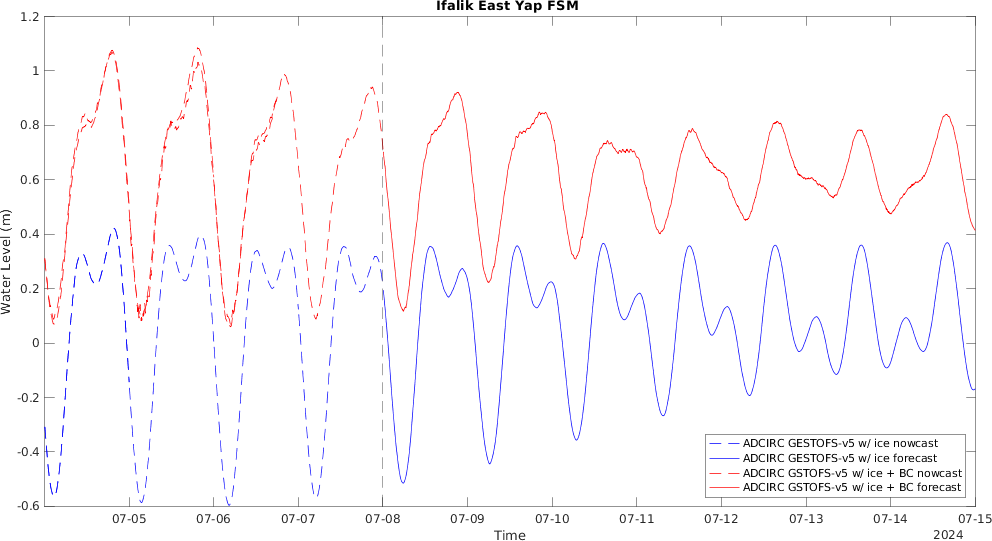 Ifalik East Yap FSM
Water Level (m)
1.2
1
0.8
0.6
0.4
0.2
0
-0.2
-0.4
-0.6
ADCIRC GESTOFS-v5 w/ ice nowcast
ADCIRC GESTOFS-v5 w/ ice forecast
ADCIRC GSTOFS-v5 w/ ice + BC nowcast
ADCIRC GSTOFS-v5 w/ ice + BC forecast
07-05 07-06 07-07 07-08 07-09 07-10 07-11 07-12 07-13 07-14 07-15
Time
2024